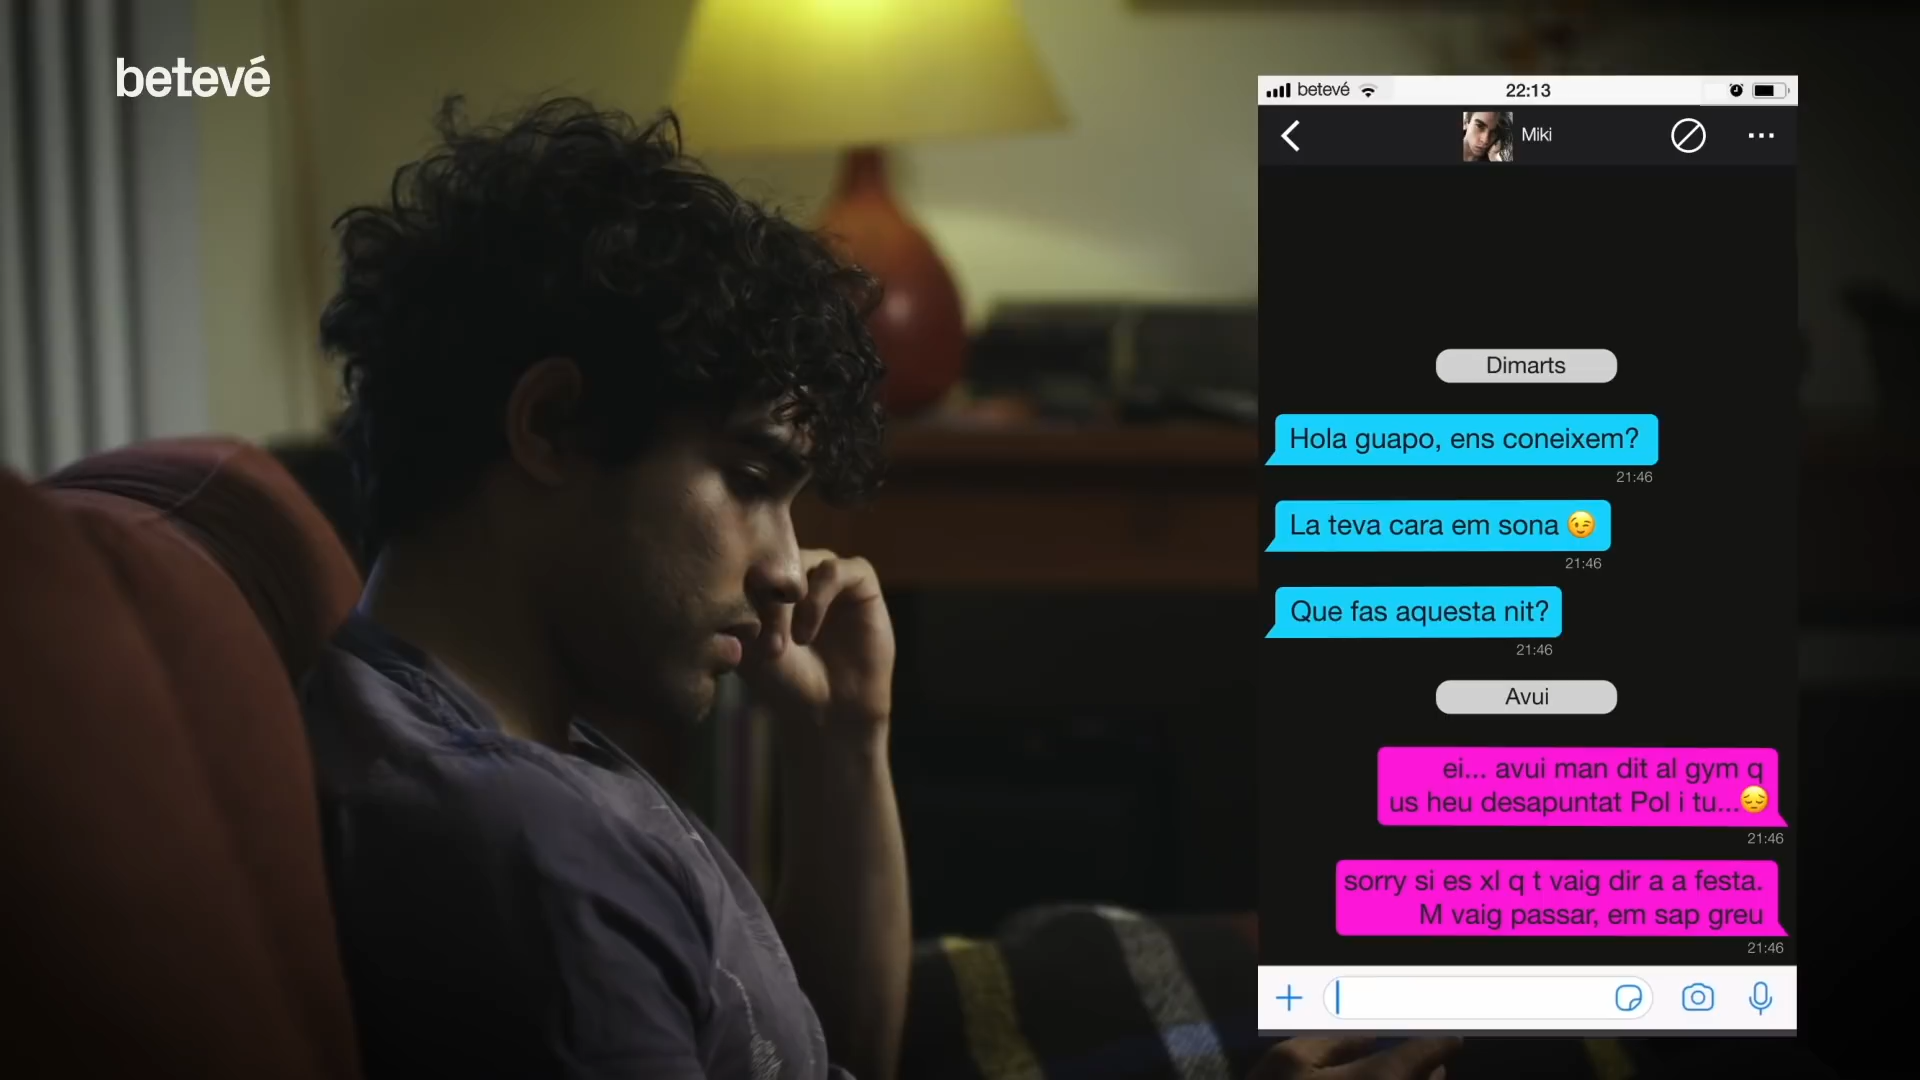 betevé
betevé 22:13
Miki
Dimarts
Hola guapo, ens coneixem?
21:46
La teva cara em sona 😉
21:46
Que fas aquesta nit?
21:46
Avui
ei... avui man dit al gym q
us heu desapuntat Pol i tu...😔
21:46
sorry si es xl q t vaig dir a a festa.
M vaig passar, em sap greu
21:46